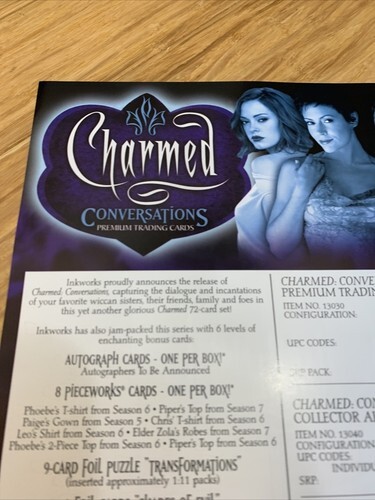 Charmed
CONVERSATIONS
PREMIUM TRADING CARDS
Inkworks proudly announces the release of
Charmed: Conversations, capturing the dialogue and incantations
of your favorite wiccan sisters, their friends, family and foes in
this yet another glorious Charmed 72-card set!
Inkworks has also jam-packed this series with 6 levels of
enchanting bonus cards:
AUTOGRAPH CARDS - ONE PER BOX!*
Autographers To Be Announced
8 PIECEWORKS® CARDS - ONE PER BOX!*
Phoebe's T-shirt from Season 6 • Piper's Top from Season 7
Paige's Gown from Season 5 • Chris' T-shirt from Season 6
Leo's Shirt from Season 6 • Elder Zola's Robes from Season 7
Phoebe's 2-Piece Top from Season 6 • Piper's Top from Season 6
9-CARD FOIL PUZZLE "TRANSFORMATIONS"
(inserted approximately 1:11 packs)
CHARMED: CONVE
PREMIUM TRADIN
ITEM NO. 13030
CONFIGURATION:
UPC CODES:
PACK:
CHARMED: CON
COLLECTOR AL
ITEM NO. 13040
CONFIGURATION
UPC CODES:
INDIVIDU
SRP: